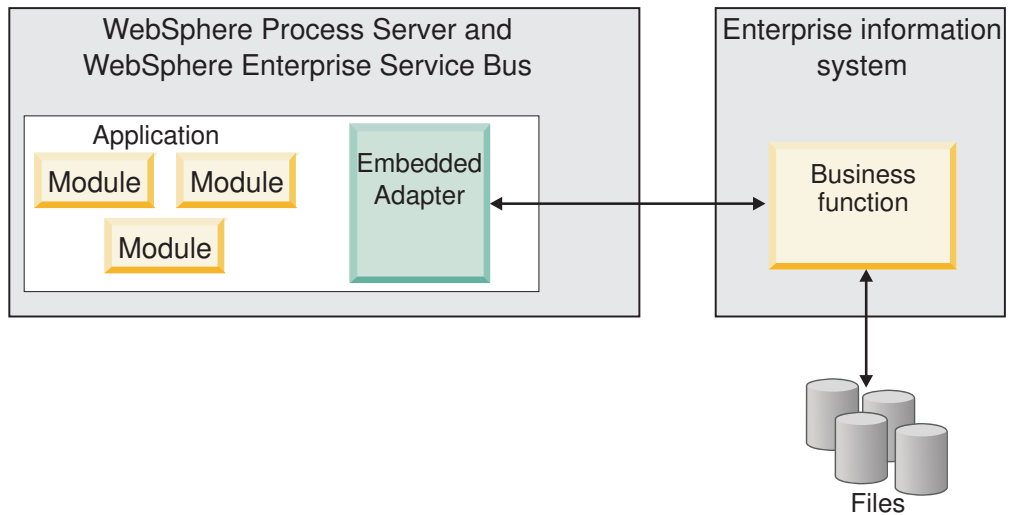 WebSphere Process Server and
WebSphere Enterprise Service Bus
Application
Module
Module
Module
Embedded
Adapter
Enterprise information
system
Business
function
Files